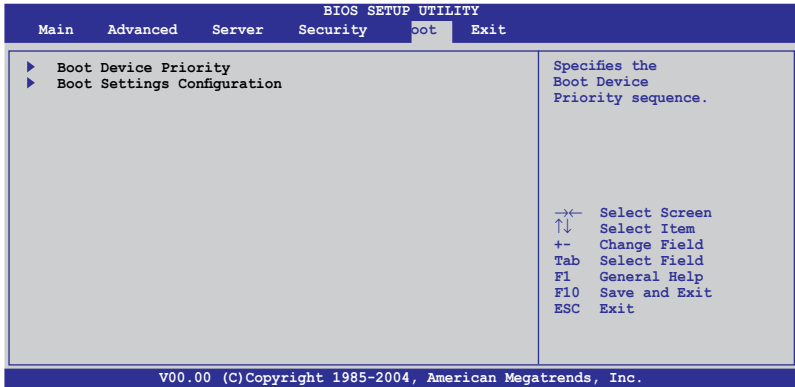 BIOS SETUP UTILITY
Main Advanced Server Security oot Exit
Boot Device Priority
Boot Settings Configuration
Specifies the
Boot Device
Priority sequence.
→← Select Screen
↑↓ Select Item
+- Change Field
Tab Select Field
F1 General Help
F10 Save and Exit
ESC Exit
V00.00 (C)Copyright 1985-2004, American Megatrends, Inc.